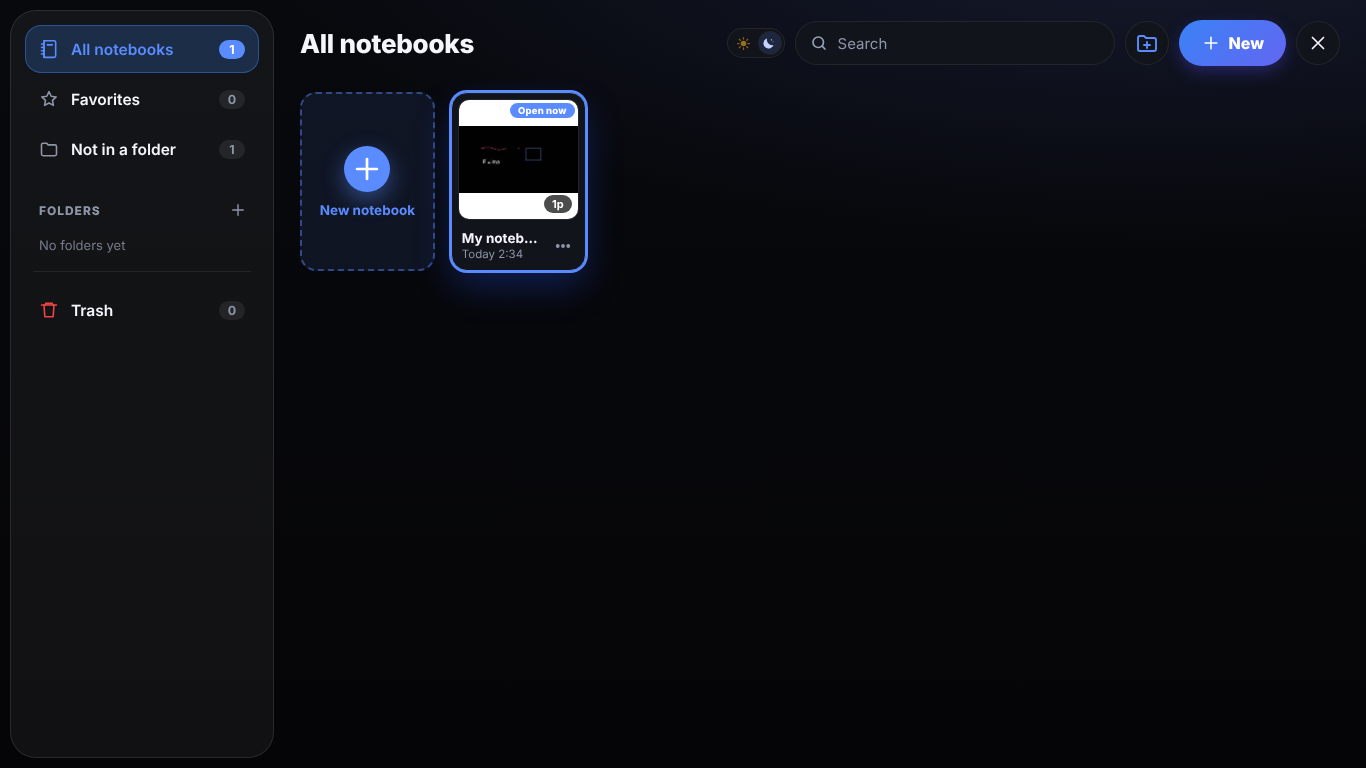 All notebooks 1
Favorites 0
Not in a folder 1
FOLDERS
No folders yet
Trash 0
All notebooks
Search
New
New notebook
Open now
1p
My noteb...
Today 2:34